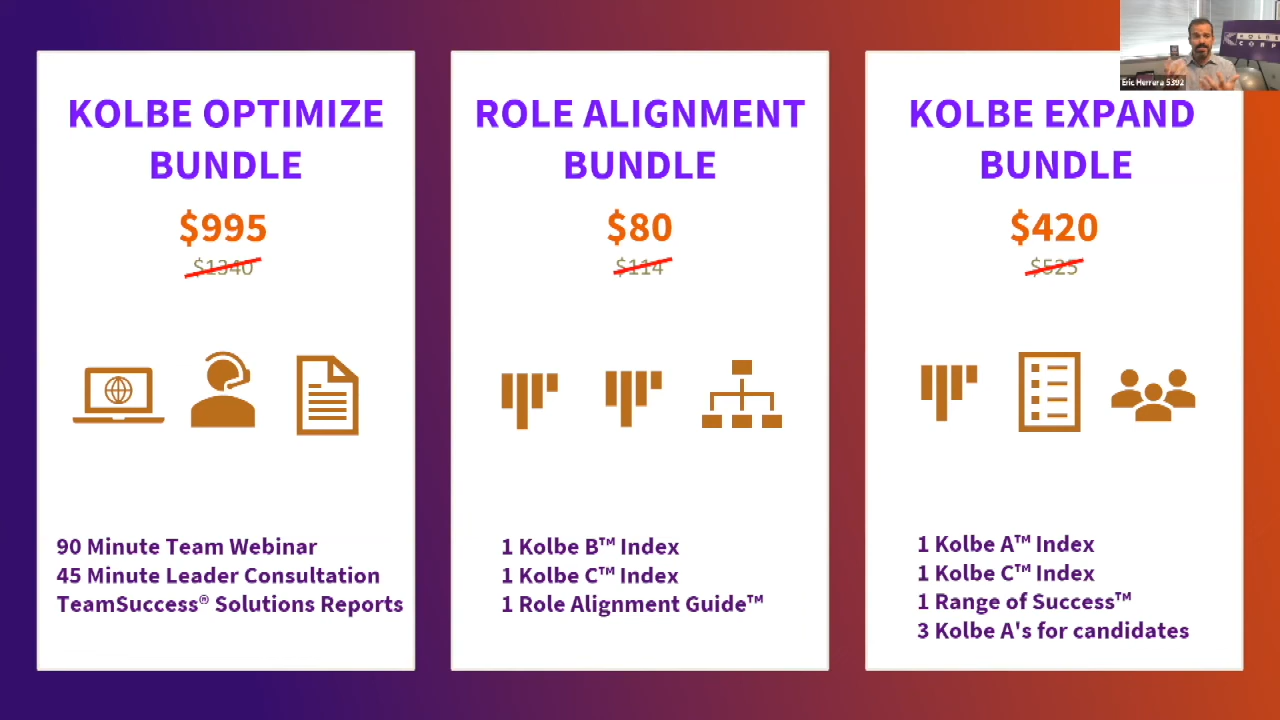 KOLBE OPTIMIZE
BUNDLE
$995
$1340
90 Minute Team Webinar
45 Minute Leader Consultation
TeamSuccess® Solutions Reports
ROLE ALIGNMENT
BUNDLE
$80
$114
1 Kolbe B™ Index
1 Kolbe C™ Index
1 Role Alignment Guide™
KOLBE EXPAND
BUNDLE
$420
$525
1 Kolbe A™ Index
1 Kolbe C™ Index
1 Range of Success™
3 Kolbe A's for candidates
KOLBE
CORP
Eric Herrera 5392